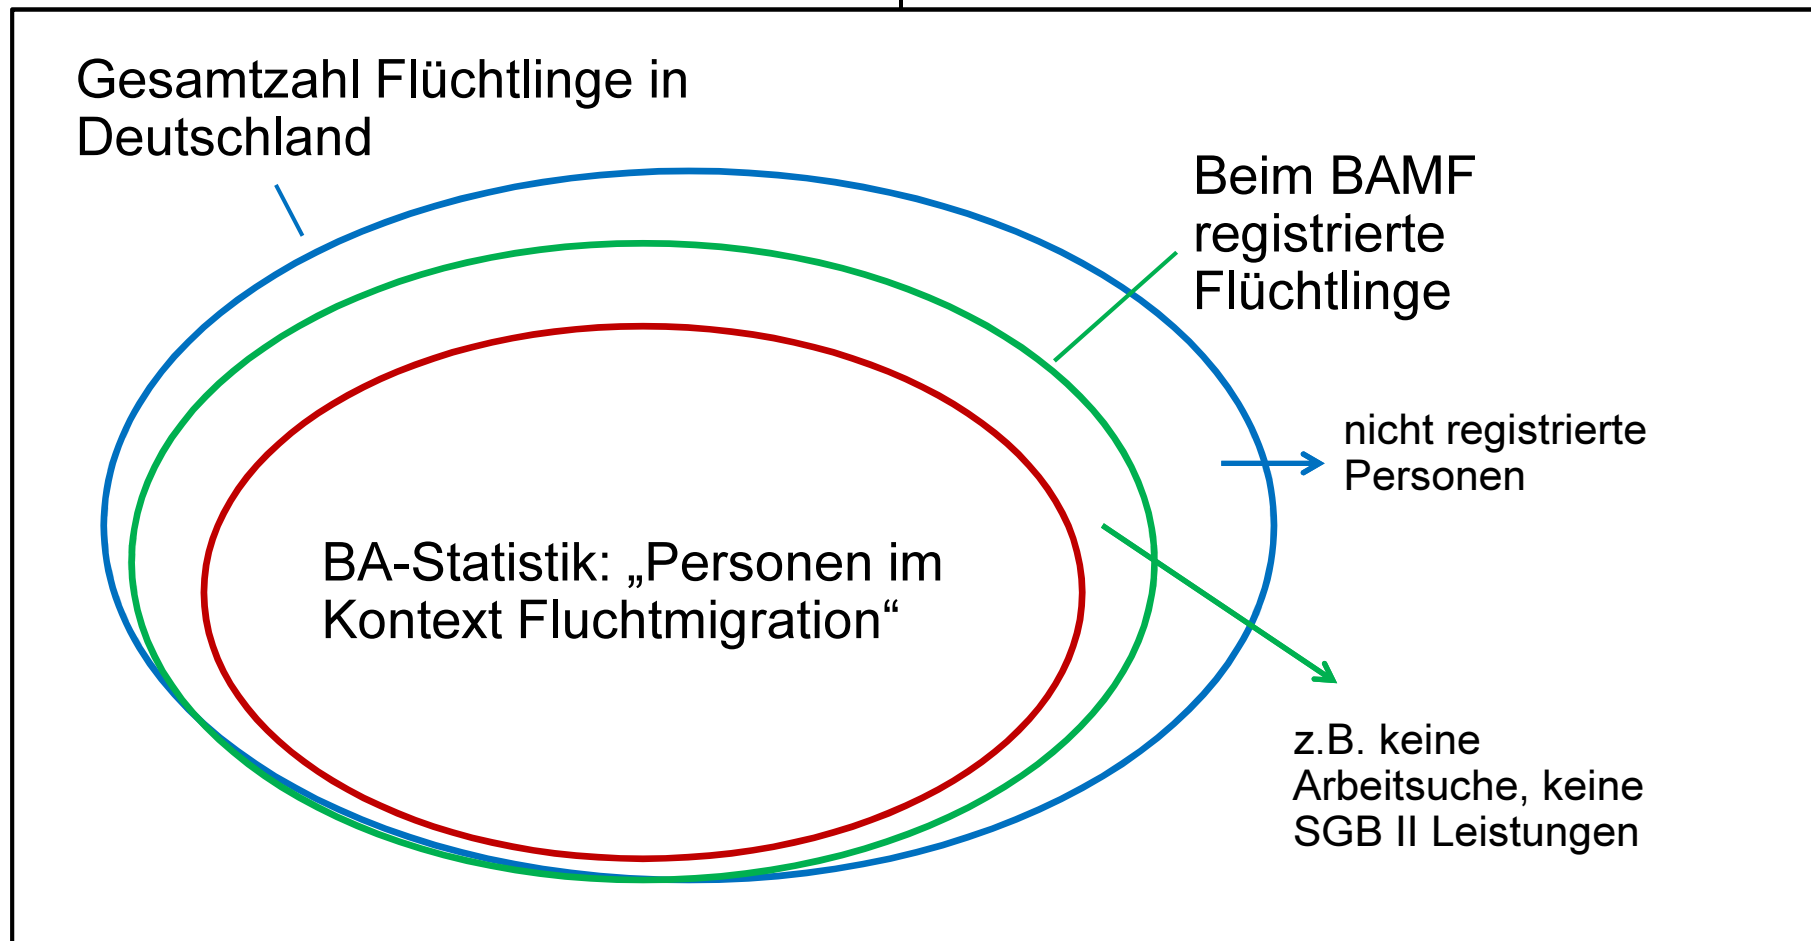 Gesamtzahl Flüchtlinge in
Deutschland
Beim BAMF
registrierte
Flüchtlinge
nicht registrierte
Personen
BA-Statistik: „Personen im
Kontext Fluchtmigration“
z.B. keine
Arbeitsuche, keine
SGB II Leistungen